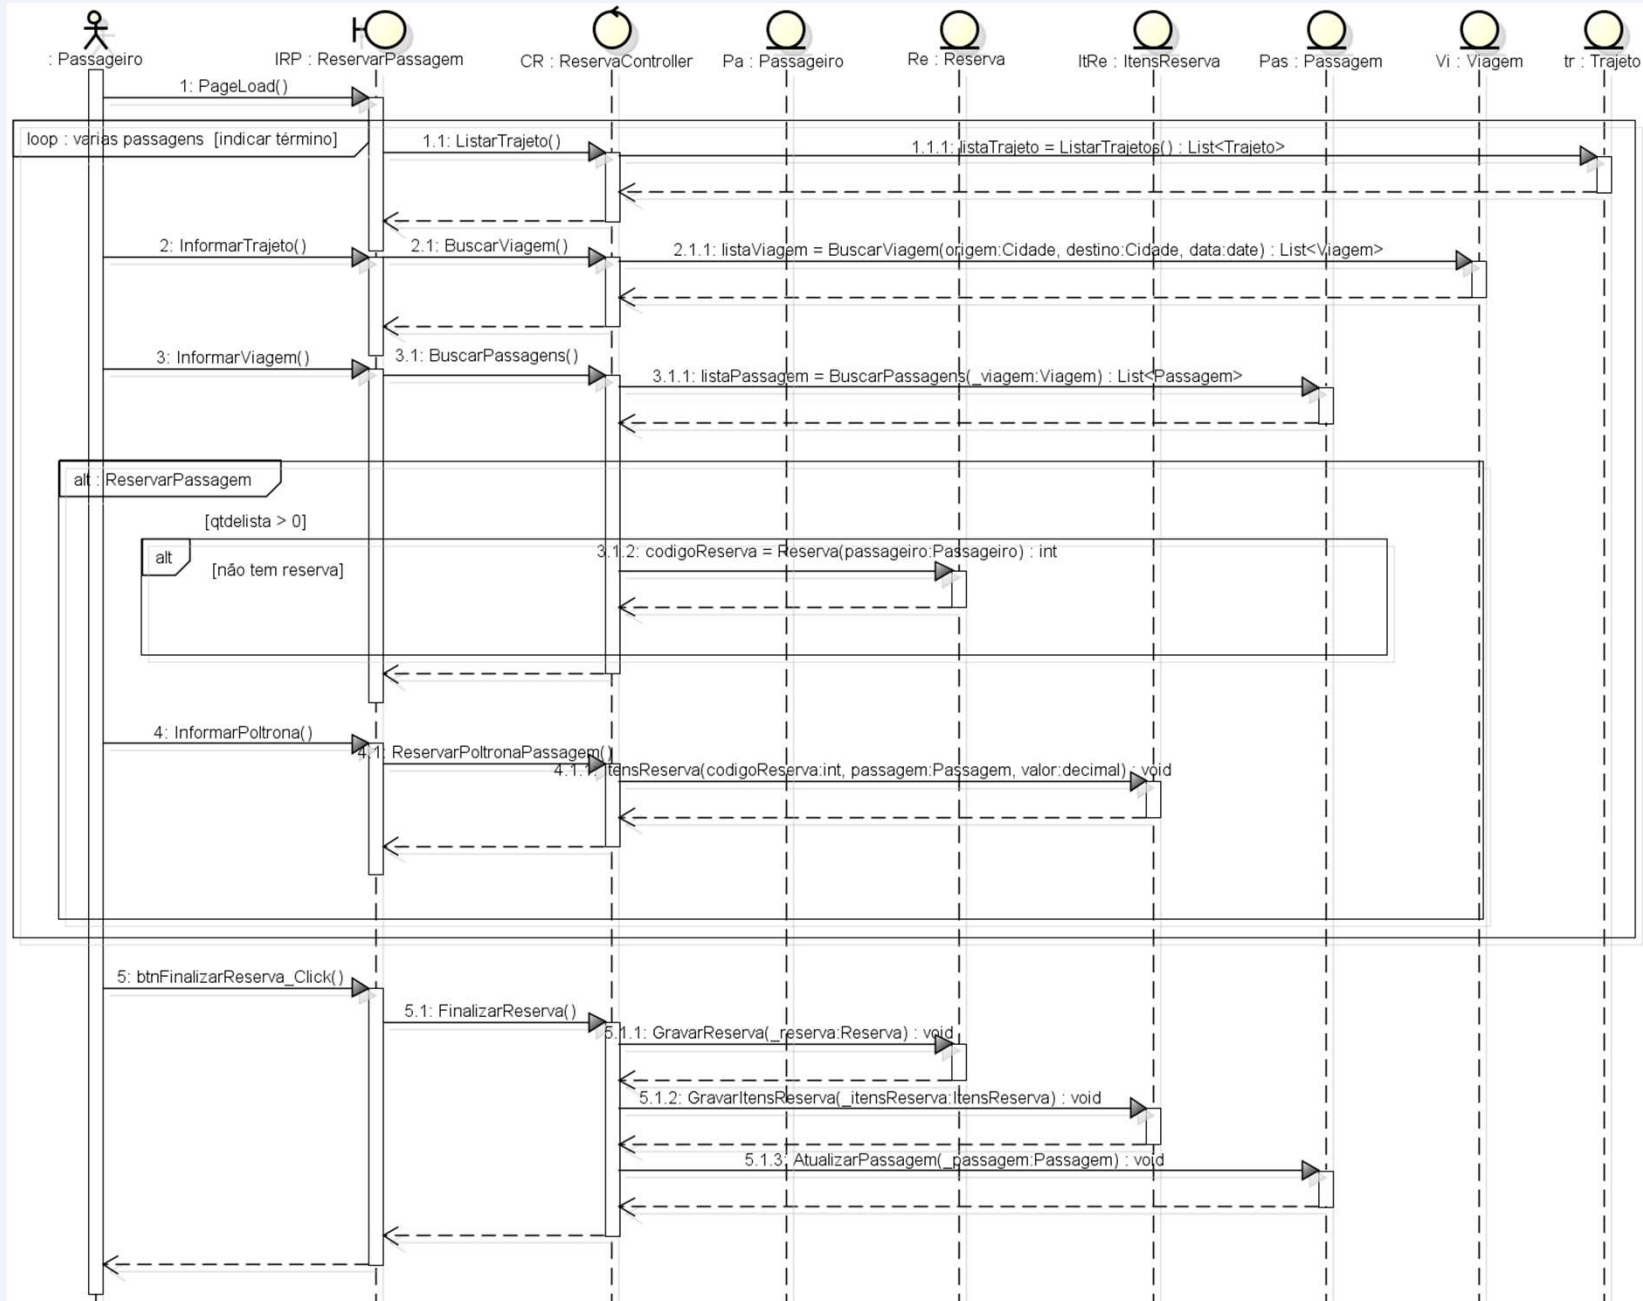 : Passageiro
IRP : ReservarPassagem
CR : ReservaController
Pa : Passageiro
Re : Reserva
ItRe : ItensReserva
Pas : Passagem
Vi : Viagem
tr : Trajeto
1: PageLoad()
loop : varias passagens [indicar término]
1.1: ListarTrajeto()
1.1.1: listaTrajeto = ListarTrajetos() : List<Trajeto>
2: InformarTrajeto()
2.1: BuscarViagem()
2.1.1: listaViagem = BuscarViagem(origem:Cidade, destino:Cidade, data:date) : List<Viagem>
3: InformarViagem()
3.1: BuscarPassagens()
3.1.1: listaPassagem = BuscarPassagens(_viagem:Viagem) : List<Passagem>
alt : ReservarPassagem
[qtdelista > 0]
alt
[não tem reserva]
3.1.2: codigoReserva = Reserva(passageiro:Passageiro) : int
4: InformarPoltrona()
4.1: ReservarPoltronaPassagem()
4.1.1: ItensReserva(codigoReserva:int, passagem:Passagem, valor:decimal) : void
5: btnFinalizarReserva_Click()
5.1: FinalizarReserva()
5.1.1: GravarReserva(_reserva:Reserva) : void
5.1.2: GravarItensReserva(_itensReserva:ItensReserva) : void
5.1.3: AtualizarPassagem(_passagem:Passagem) : void